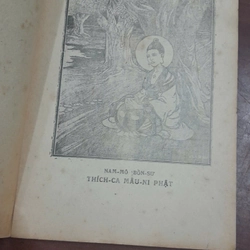 NAM-MÔ BỔN-SƯ
THÍCH-CA MÂU-NI PHẬT